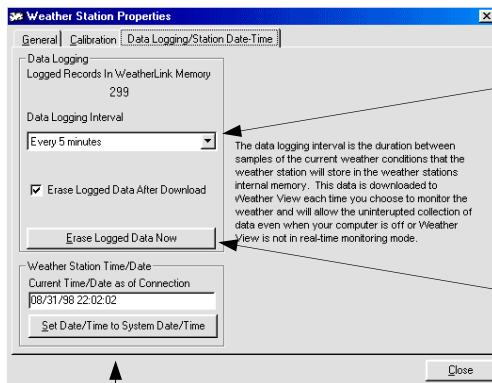 Weather Station Properties
General Calibration Data Logging/Station Date-Time
Data Logging
Logged Records In WeatherLink Memory
299
Data Logging Interval
Every 5 minutes
Erase Logged Data After Download
Erase Logged Data Now
The data logging interval is the duration between
samples of the current weather conditions that the
weather station will store in the weather stations
internal memory. This data is downloaded to
Weather View each time you choose to monitor the
weather and will allow the uninterupted collection of
data even when your computer is off or Weather
View is not in real-time monitoring mode.
Weather Station Time/Date
Current Time/Date as of Connection
08/31/98 22:02:02
Set Date/Time to System Date/Time
Close